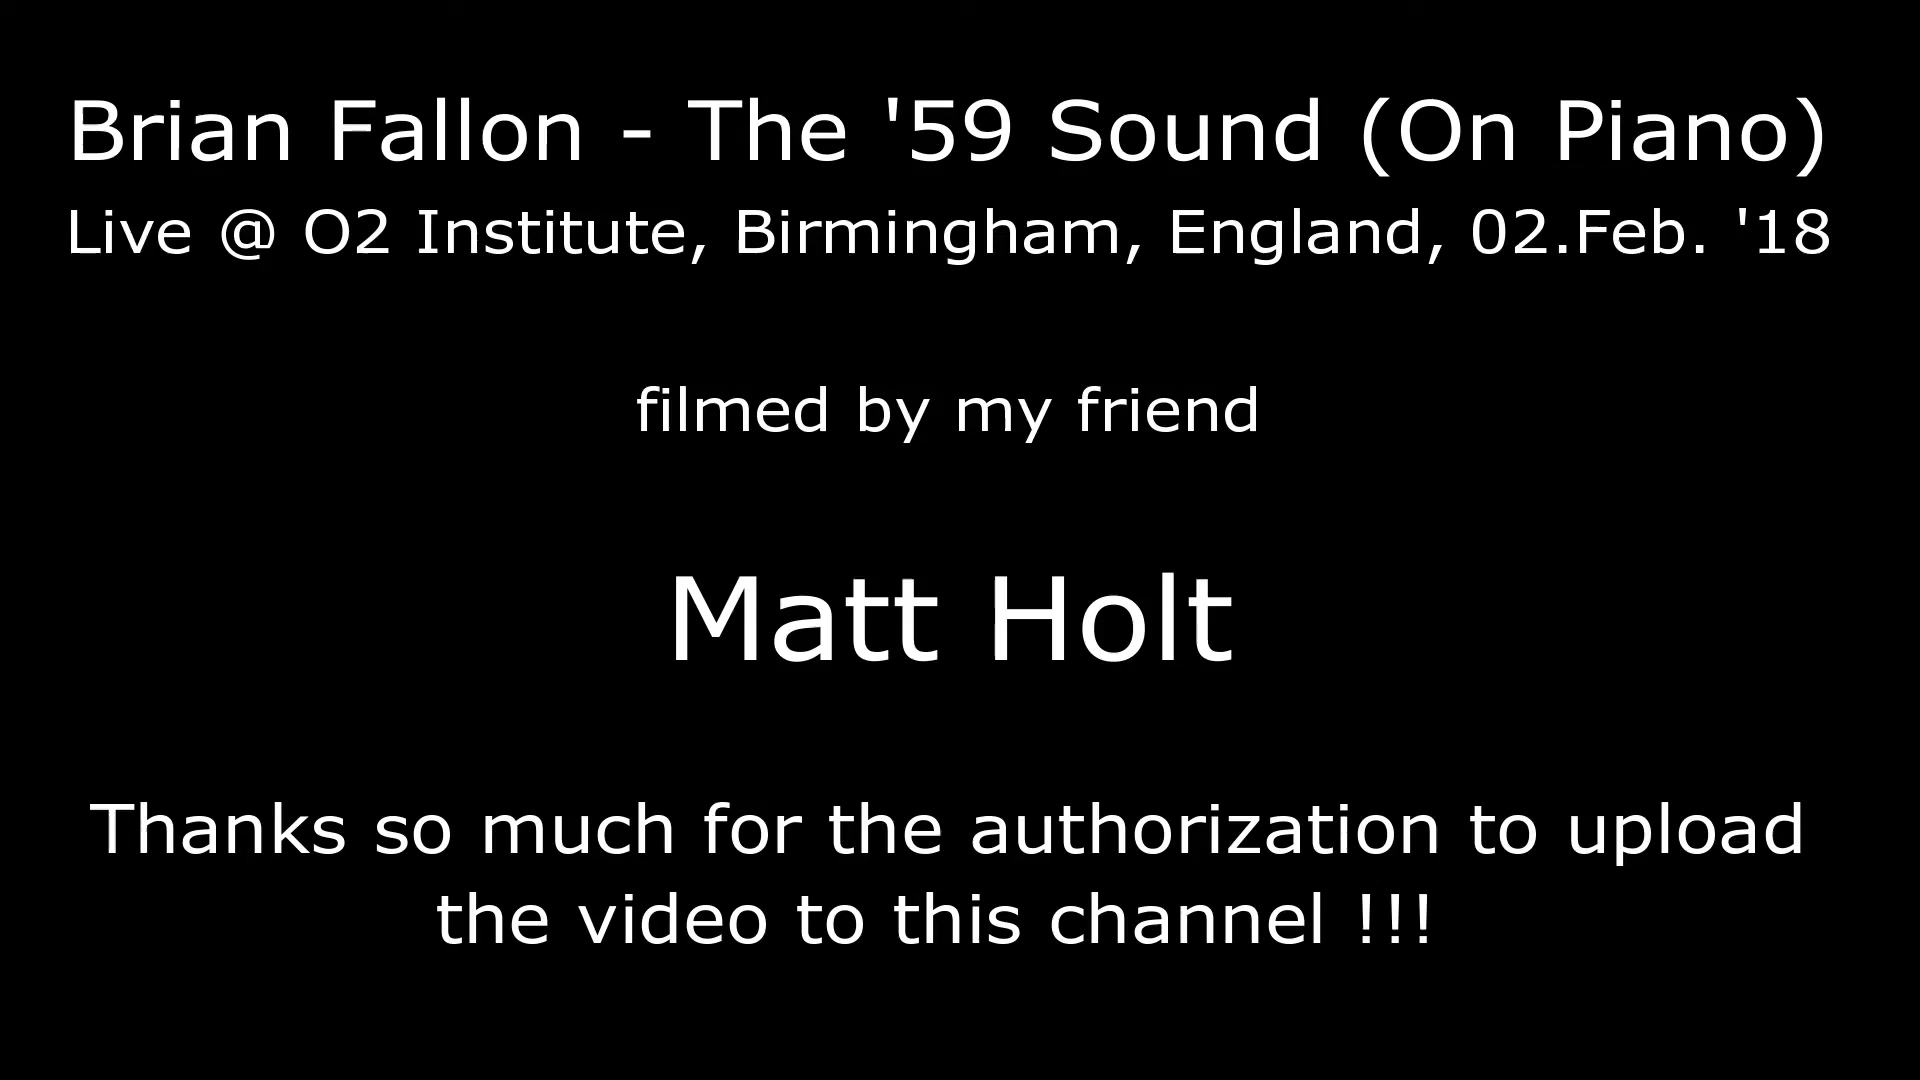 Brian Fallon - The '59 Sound (On Piano)
Live @ O2 Institute, Birmingham, England, 02.Feb. '18
filmed by my friend
Matt Holt
Thanks so much for the authorization to upload
the video to this channel !!!